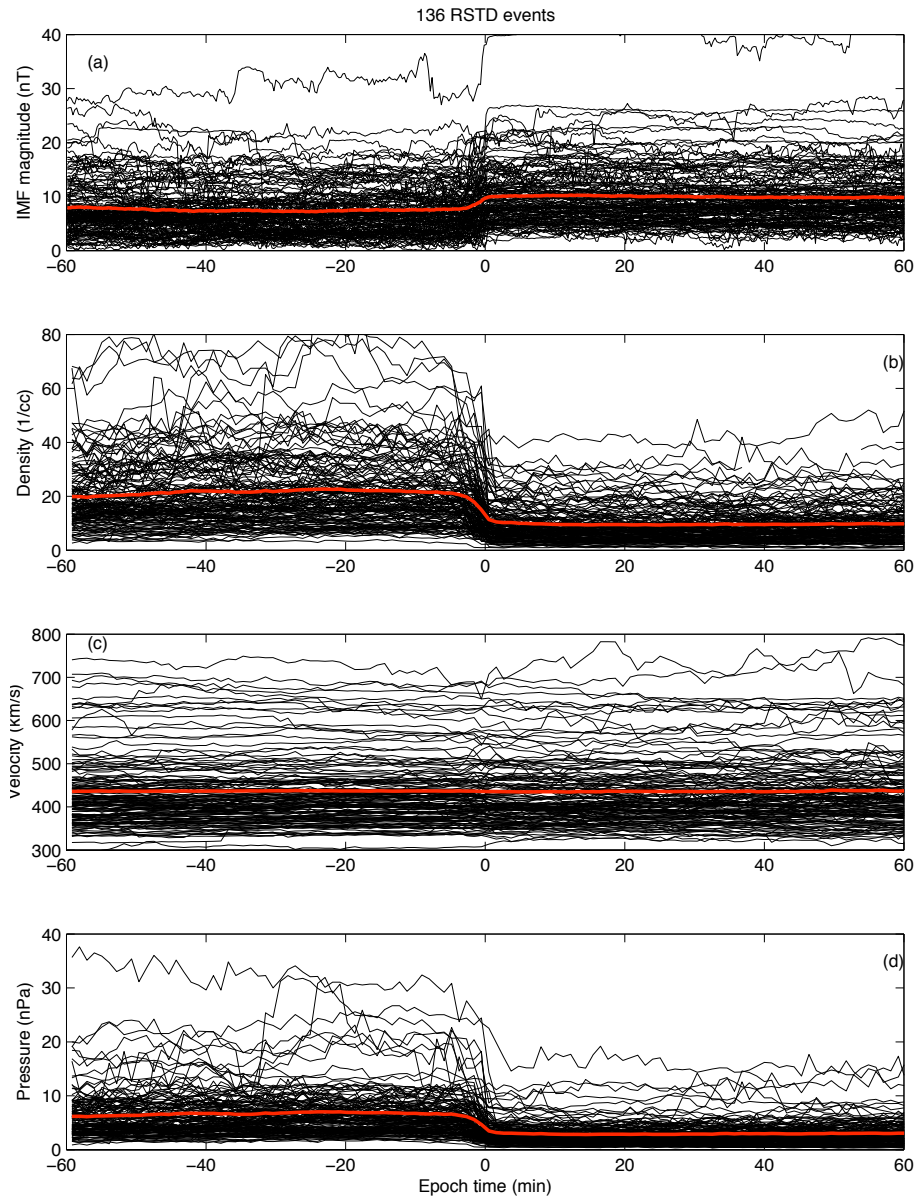 136 RSTD events
40
30
20
10
0
IMF magnitude (nT)
(a)
−60 −40 −20 0 20 40 60
80
60
40
20
0
Density (1/cc)
(b)
−60 −40 −20 0 20 40 60
800
700
600
500
400
300
Velocity (km/s)
(c)
−60 −40 −20 0 20 40 60
40
30
20
10
0
Pressure (nPa)
(d)
−60 −40 −20 0 20 40 60
Epoch time (min)